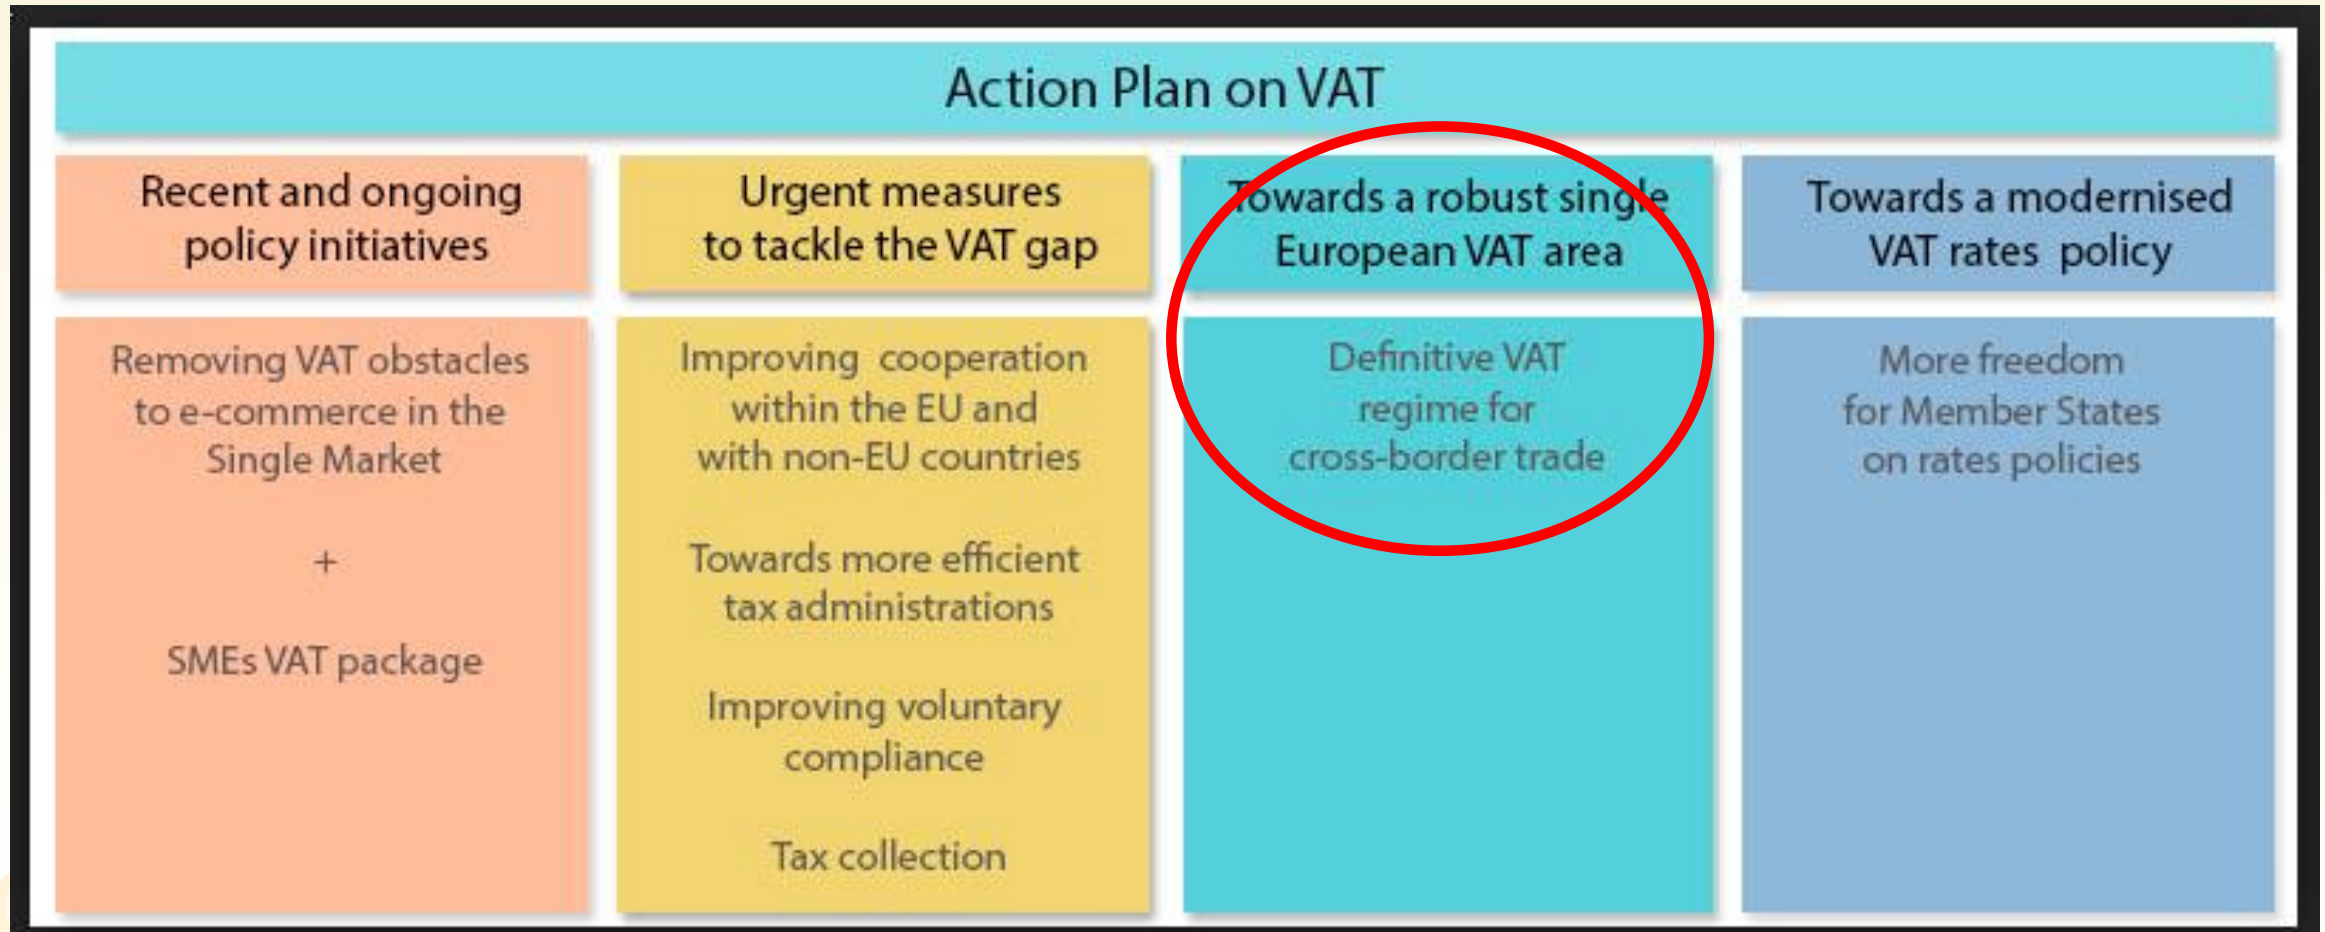 Action Plan on VAT
Recent and ongoing
policy initiatives
Removing VAT obstacles
to e-commerce in the
Single Market
+
SMEs VAT package
Urgent measures
to tackle the VAT gap
Improving cooperation
within the EU and
with non-EU countries
Towards more efficient
tax administrations
Improving voluntary
compliance
Tax collection
Towards a robust single
European VAT area
Definitive VAT
regime for
cross-border trade
Towards a modernised
VAT rates policy
More freedom
for Member States
on rates policies